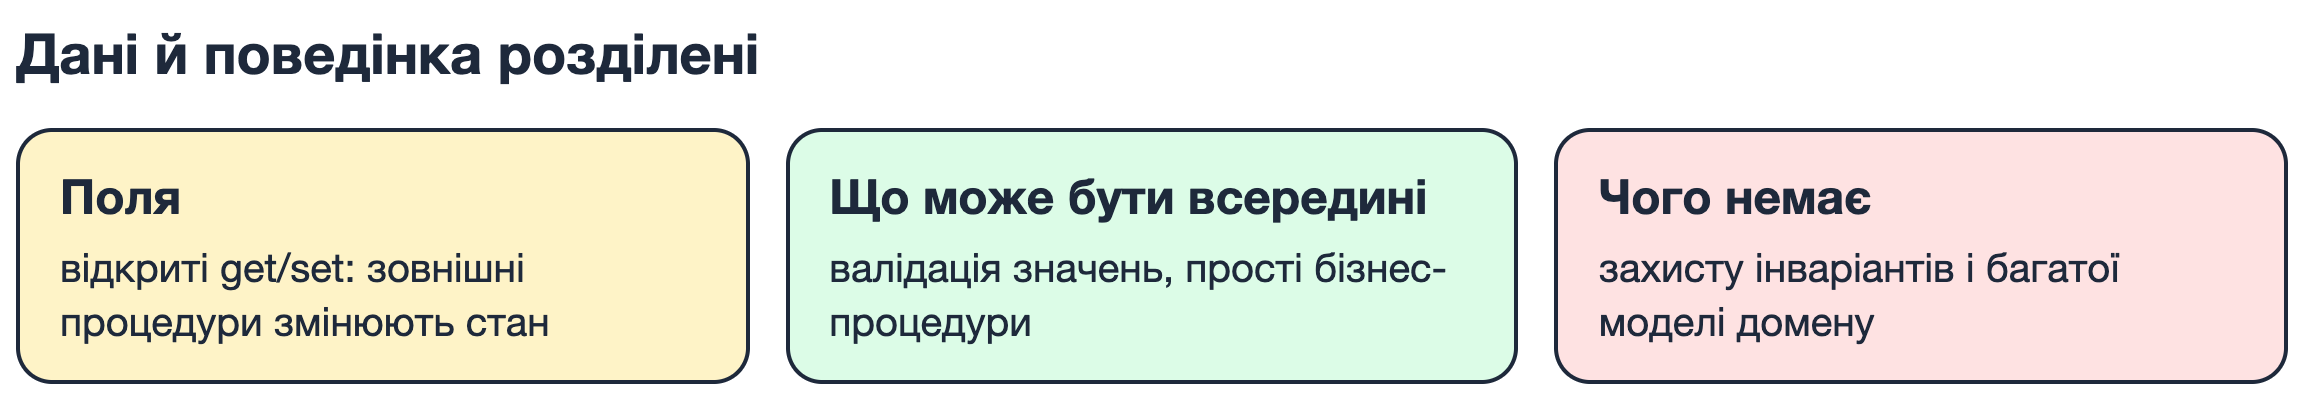 Дані й поведінка розділені
Поля
відкриті get/set: зовнішні
процедури змінюють стан
Що може бути всередині
валідація значень, прості бізнес-
процедури
Чого немає
захисту інваріантів і багатої
моделі домену